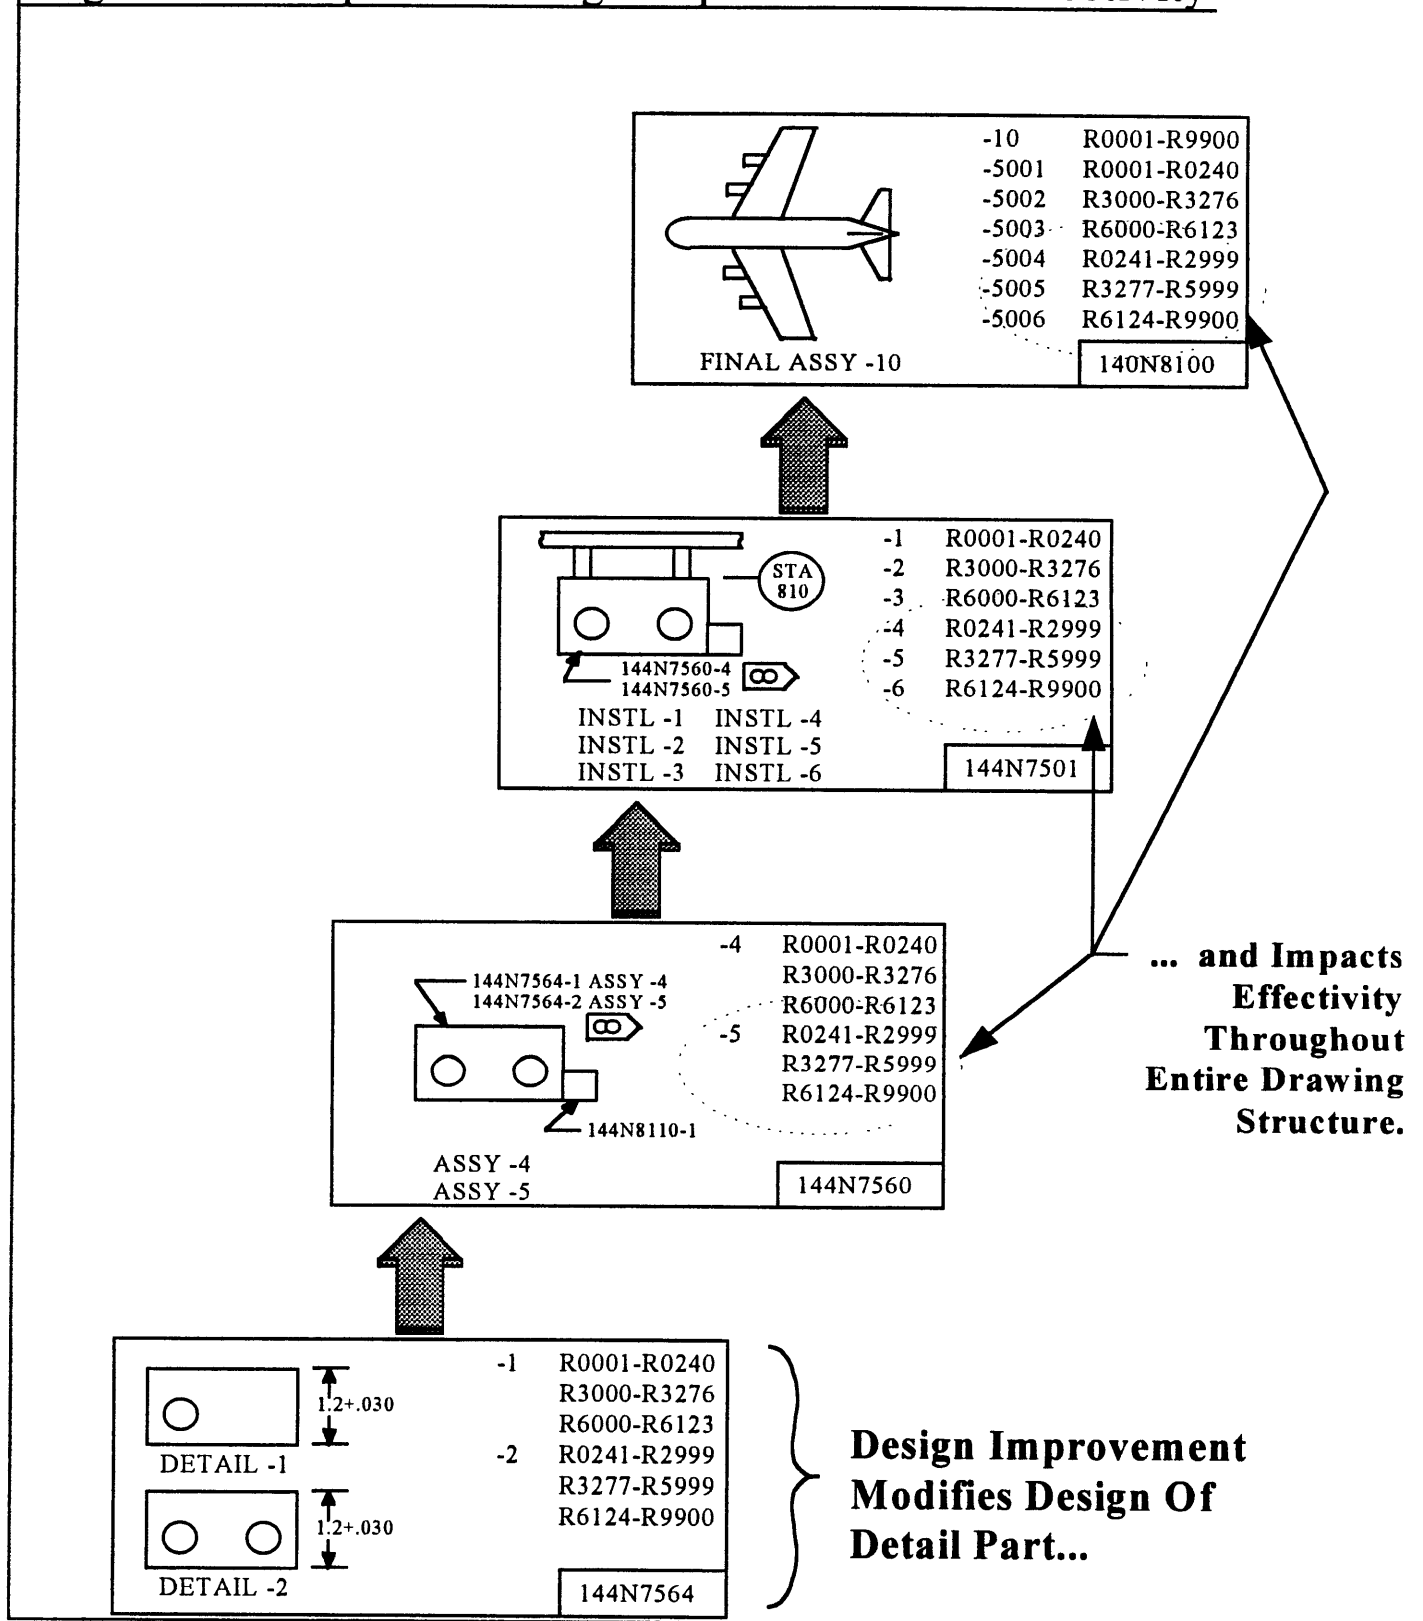 -10 R0001-R9900
-5001 R0001-R0240
-5002 R3000-R3276
-5003 R6000-R6123
-5004 R0241-R2999
-5005 R3277-R5999
-5006 R6124-R9900
FINAL ASSY -10
140N8100
STA
810
144N7560-4
144N7560-5
INSTL -1 INSTL -4
INSTL -2 INSTL -5
INSTL -3 INSTL -6
-1 R0001-R0240
-2 R3000-R3276
-3 R6000-R6123
-4 R0241-R2999
-5 R3277-R5999
-6 R6124-R9900
144N7501
144N7564-1 ASSY -4
144N7564-2 ASSY -5
144N8110-1
ASSY -4
ASSY -5
-4 R0001-R0240
R3000-R3276
R6000-R6123
-5 R0241-R2999
R3277-R5999
R6124-R9900
144N7560
... and Impacts
Effectivity
Throughout
Entire Drawing
Structure.
1.2+.030
DETAIL -1
1.2+.030
DETAIL -2
-1 R0001-R0240
R3000-R3276
R6000-R6123
-2 R0241-R2999
R3277-R5999
R6124-R9900
144N7564
Design Improvement
Modifies Design Of
Detail Part...